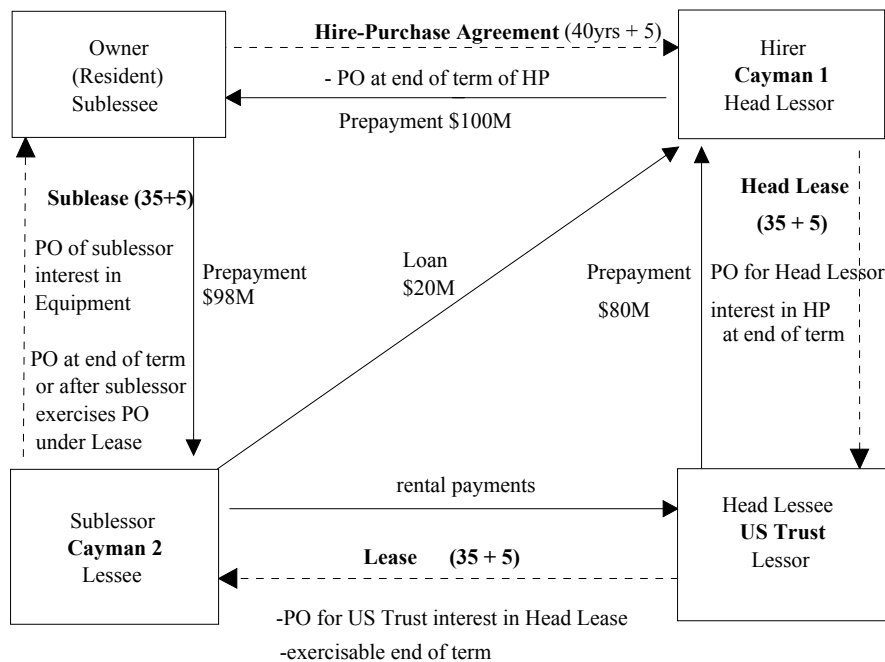 Owner
(Resident)
Sublessee
Hire-Purchase Agreement (40yrs + 5)
- PO at end of term of HP
Prepayment $100M
Hirer
Cayman 1
Head Lessor
Sublease (35+5)
PO of sublessor
interest in
Equipment
PO at end of term
or after sublessor
exercises PO
under Lease
Prepayment
$98M
Loan
$20M
Prepayment
$80M
Head Lease
(35 + 5)
PO for Head Lessor
interest in HP
at end of term
Sublessor
Cayman 2
Lessee
rental payments
Lease (35 + 5)
-PO for US Trust interest in Head Lease
-exercisable end of term
Head Lessee
US Trust
Lessor